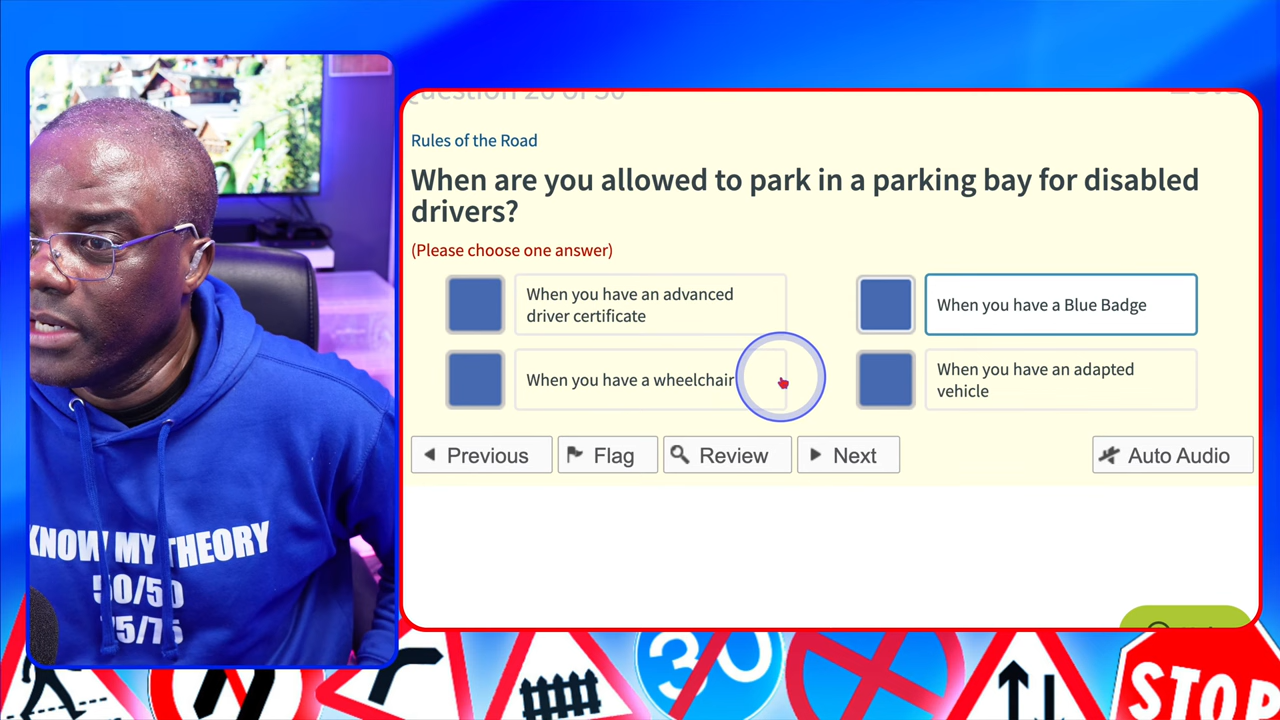 Rules of the Road
When are you allowed to park in a parking bay for disabled
drivers?
(Please choose one answer)
When you have an advanced
driver certificate
When you have a Blue Badge
When you have a wheelchair
When you have an adapted
vehicle
Previous
Flag
Review
Next
Auto Audio
KNOW MY THEORY
50/50
75/75
30
STOP